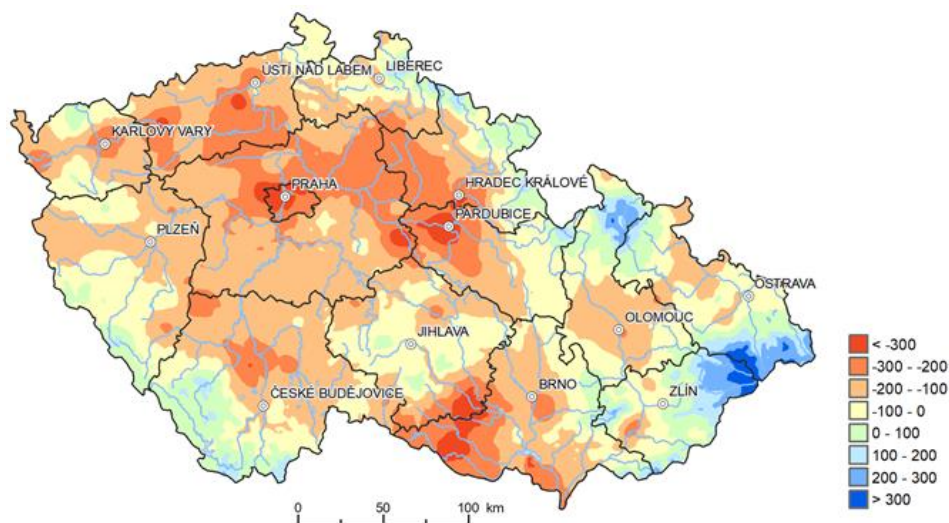 ÚSTÍ NAD LABEM
LIBEREC
KARLOVY VARY
PRAHA
HRADEC KRÁLOVÉ
PARDUBICE
PLZEŇ
OSTRAVA
OLOMOUC
JIHLAVA
BRNO
ZLÍN
ČESKÉ BUDĚJOVICE
< -300
-300 - -200
-200 - -100
-100 - 0
0 - 100
100 - 200
200 - 300
> 300
0 50 100 km